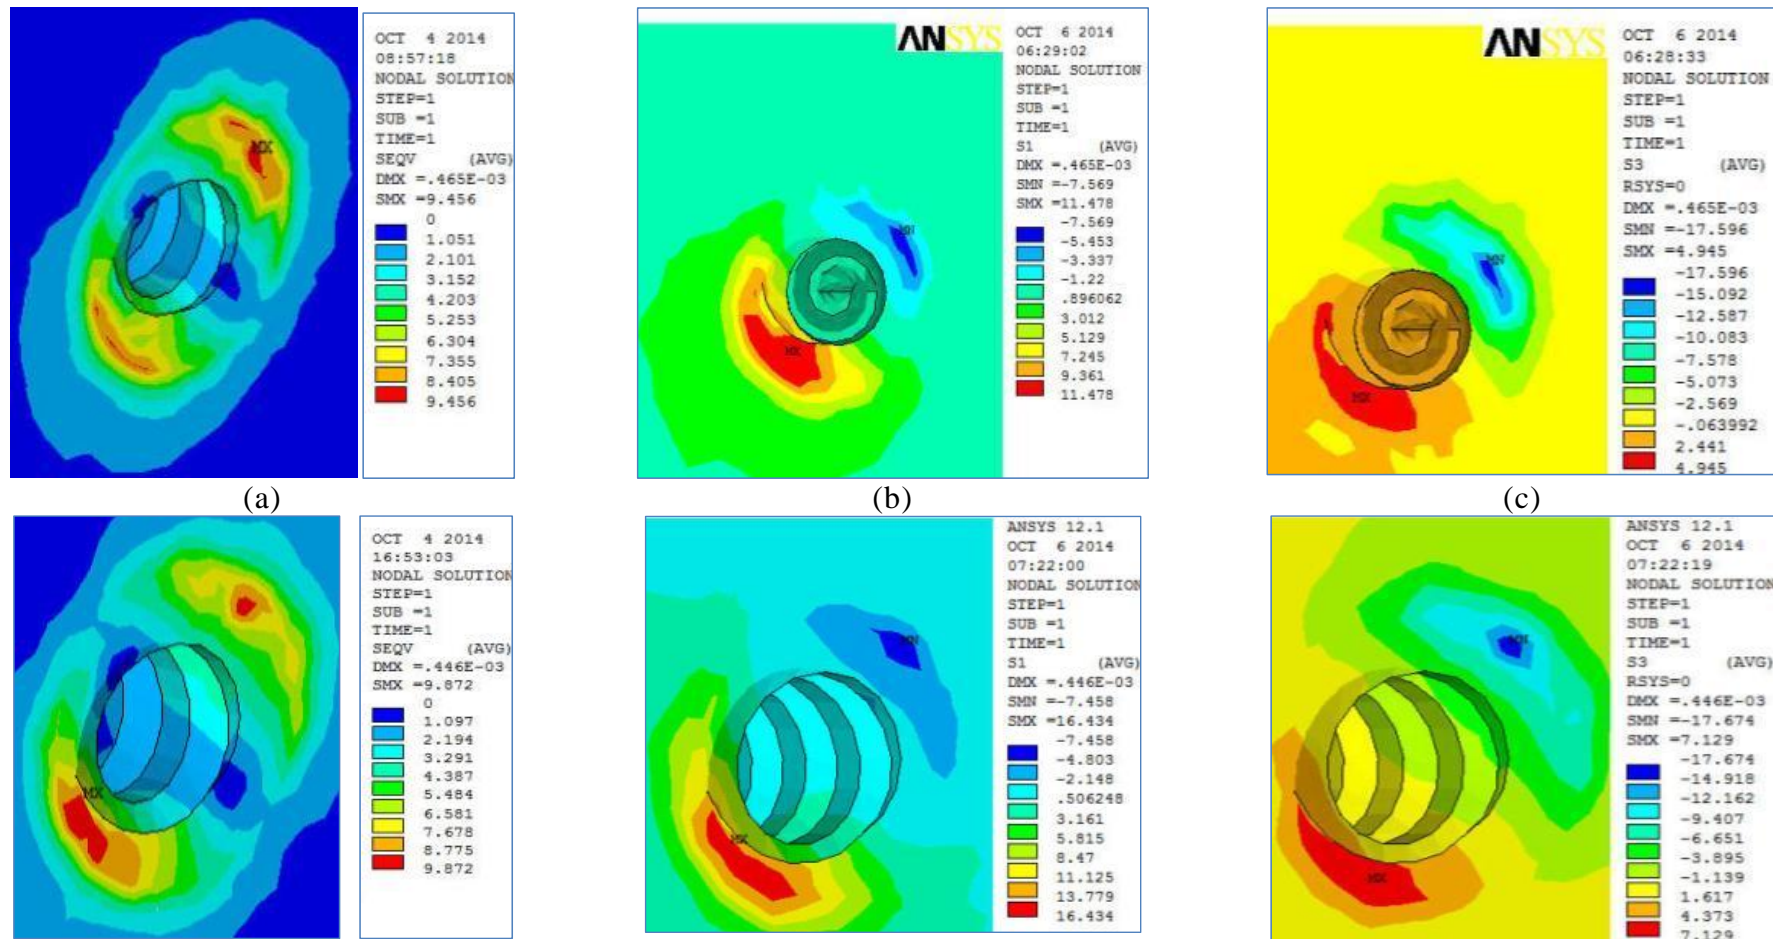 OCT 4 2014
08:57:18
NODAL SOLUTION
STEP=1
SUB =1
TIME=1
SEQV (AVG)
DMX =.465E-03
SMX =9.456
0
1.051
2.101
3.152
4.203
5.253
6.304
7.355
8.405
9.456
MX
ANSYS
OCT 6 2014
06:29:02
NODAL SOLUTION
STEP=1
SUB =1
TIME=1
S1 (AVG)
DMX =.465E-03
SMN =-7.569
SMX =11.478
-7.569
-5.453
-3.337
-1.22
.896062
3.012
5.129
7.245
9.361
11.478
MN
MX
ANSYS
OCT 6 2014
06:28:33
NODAL SOLUTION
STEP=1
SUB =1
TIME=1
S3 (AVG)
RSYS=0
DMX =.465E-03
SMN =-17.596
SMX =4.945
-17.596
-15.092
-12.587
-10.083
-7.578
-5.073
-2.569
-.063992
2.441
4.945
MN
MX
(a)
(b)
(c)
OCT 4 2014
16:53:03
NODAL SOLUTION
STEP=1
SUB =1
TIME=1
SEQV (AVG)
DMX =.446E-03
SMX =9.872
0
1.097
2.194
3.291
4.387
5.484
6.581
7.678
8.775
9.872
MX
ANSYS 12.1
OCT 6 2014
07:22:00
NODAL SOLUTION
STEP=1
SUB =1
TIME=1
S1 (AVG)
DMX =.446E-03
SMN =-7.458
SMX =16.434
-7.458
-4.803
-2.148
.506248
3.161
5.815
8.47
11.125
13.779
16.434
MN
MX
ANSYS 12.1
OCT 6 2014
07:22:19
NODAL SOLUTION
STEP=1
SUB =1
TIME=1
S3 (AVG)
RSYS=0
DMX =.446E-03
SMN =-17.674
SMX =7.129
-17.674
-14.918
-12.162
-9.407
-6.651
-3.895
-1.139
1.617
4.373
7.129
MN
MX